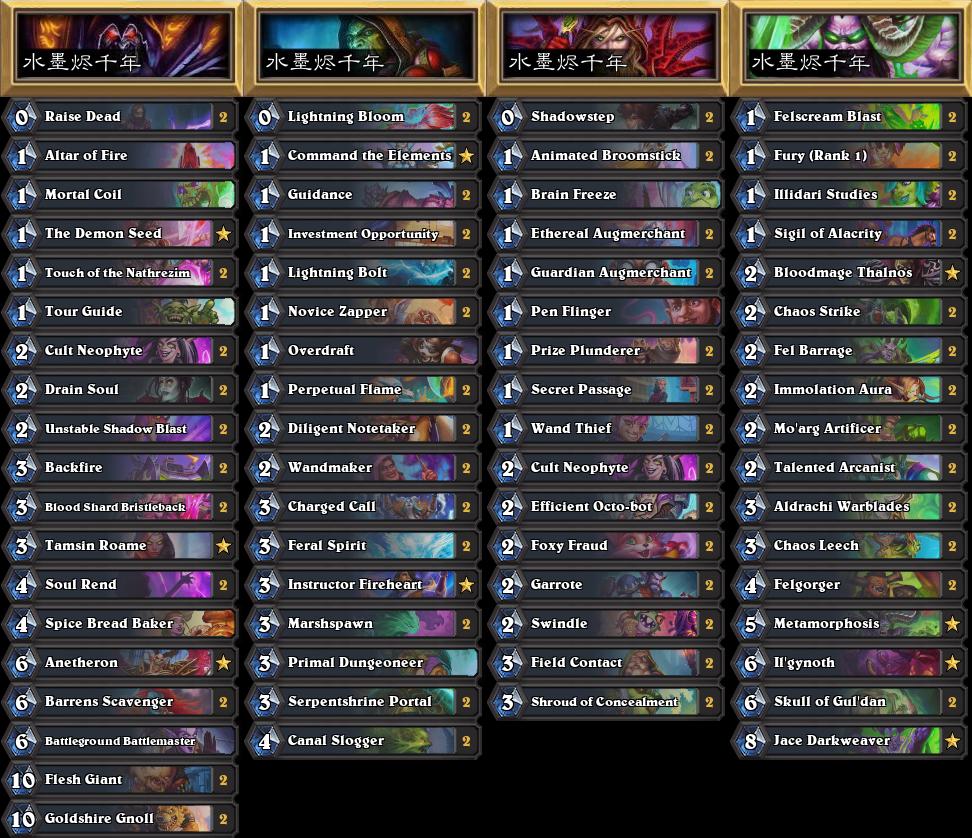 水墨烬千年
0 Raise Dead 2
1 Altar of Fire
1 Mortal Coil
1 The Demon Seed
1 Touch of the Nathrezim 2
1 Tour Guide
2 Cult Neophyte 2
2 Drain Soul 2
2 Unstable Shadow Blast 2
3 Backfire 2
3 Blood Shard Bristleback 2
3 Tamsin Roame
4 Soul Rend 2
4 Spice Bread Baker
6 Anetheron
6 Barrens Scavenger 2
6 Battleground Battlemaster
10 Flesh Giant 2
10 Goldshire Gnoll 2
水墨烬千年
0 Lightning Bloom 2
1 Command the Elements
1 Guidance 2
1 Investment Opportunity 2
1 Lightning Bolt 2
1 Novice Zapper 2
1 Overdraft
1 Perpetual Flame 2
2 Diligent Notetaker 2
2 Wandmaker 2
3 Charged Call 2
3 Feral Spirit 2
3 Instructor Fireheart
3 Marshspawn 2
3 Primal Dungeoneer
3 Serpentshrine Portal 2
4 Canal Slogger 2
水墨烬千年
0 Shadowstep 2
1 Animated Broomstick 2
1 Brain Freeze
1 Ethereal Augmerchant 2
1 Guardian Augmerchant 2
1 Pen Flinger
1 Prize Plunderer 2
1 Secret Passage 2
1 Wand Thief 2
2 Cult Neophyte 2
2 Efficient Octo-bot 2
2 Foxy Fraud 2
2 Garrote 2
2 Swindle 2
3 Field Contact 2
3 Shroud of Concealment 2
水墨烬千年
1 Felscream Blast 2
1 Fury (Rank 1) 2
1 Illidari Studies 2
1 Sigil of Alacrity 2
2 Bloodmage Thalnos
2 Chaos Strike 2
2 Fel Barrage 2
2 Immolation Aura 2
2 Mo'arg Artificer 2
2 Talented Arcanist 2
3 Aldrachi Warblades 2
3 Chaos Leech 2
4 Felgorger 2
5 Metamorphosis
6 Il'gynoth
6 Skull of Gul'dan 2
8 Jace Darkweaver